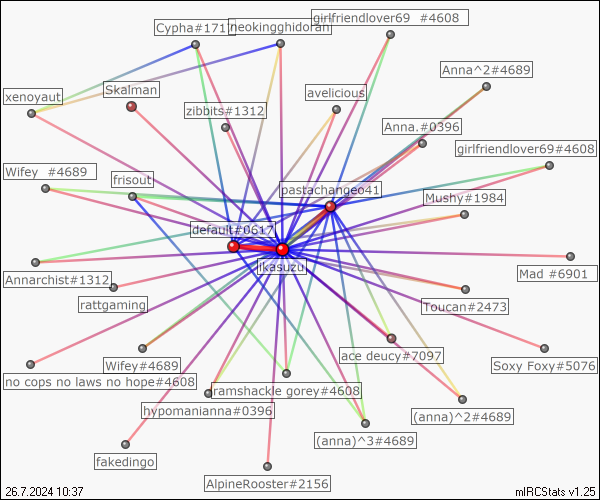 girlfriendlover69 #4608
Cypha#171
neokingghidoran
Anna^2#4689
Skalman
xenoyaut
avelicious
zibbits#1312
Anna.#0396
girlfriendlover69#4608
Wifey #4689
frisout
pastachangeo41
Mushy#1984
default#0617
ikasuzu
Annarchist#1312
Mad #6901
rattgaming
Toucan#2473
Wifey#4689
ace deucy#7097
Soxy Foxy#5076
no cops no laws no hope#4608
ramshackle gorey#4608
hypomanianna#0396
(anna)^2#4689
(anna)^3#4689
fakedingo
AlpineRooster#2156
26.7.2024 10:37
mIRCStats v1.25